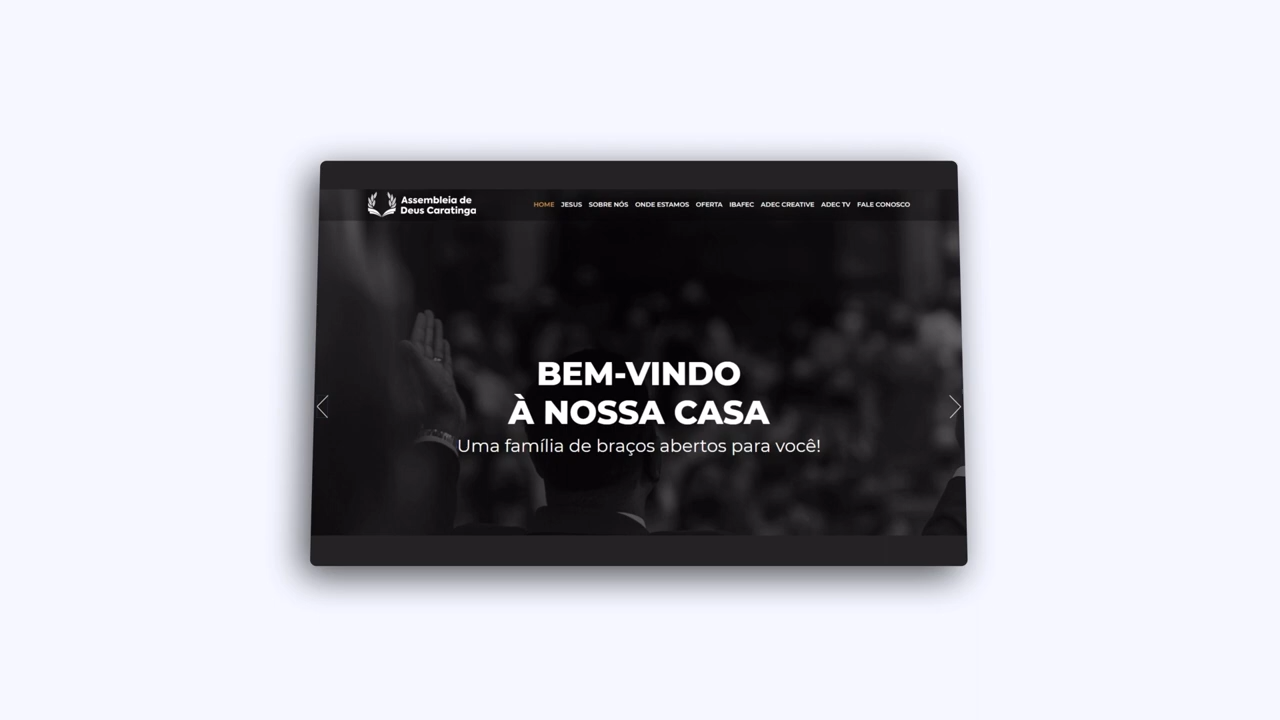 Assembleia de
Deus Caratinga
HOME JESUS SOBRE NÓS ONDE ESTAMOS OFERTA IBAFEC ADEC CREATIVE ADEC TV FALE CONOSCO
BEM-VINDO
À NOSSA CASA
Uma família de braços abertos para você!